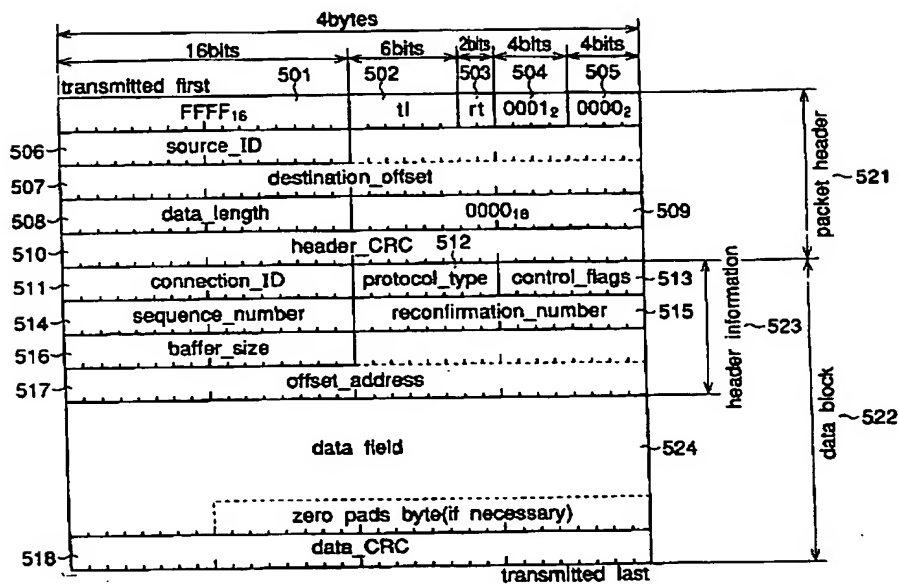 4bytes
16bits 6bits 2bits 4bits 4bits
transmitted first 501 502 503 504 505
FFFF₁₆ tl rt 0001₂ 0000₂
506 source_ID
507 destination_offset
508 data_length 0000₁₆ 509
510 header_CRC 512
511 connection_ID protocol_type control_flags 513
514 sequence_number reconfirmation_number 515
516 baffer_size
517 offset_address
data field 524
zero pads byte(if necessary)
518 data_CRC
transmitted last
packet header 521
header information 523
data block 522